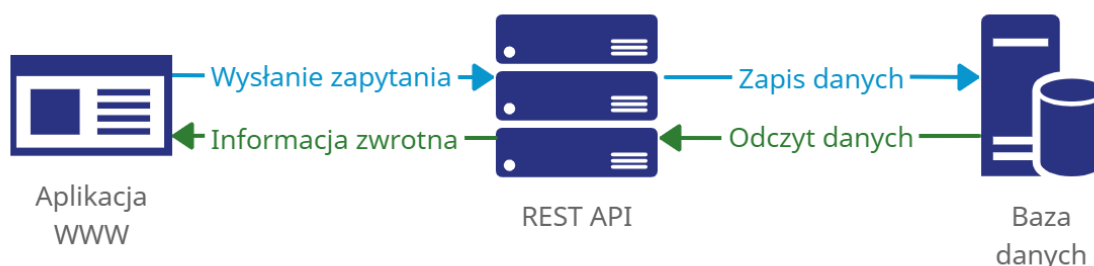 Wysłanie zapytania
Zapis danych
Informacja zwrotna
Odczyt danych
Aplikacja
WWW
REST API
Baza
danych